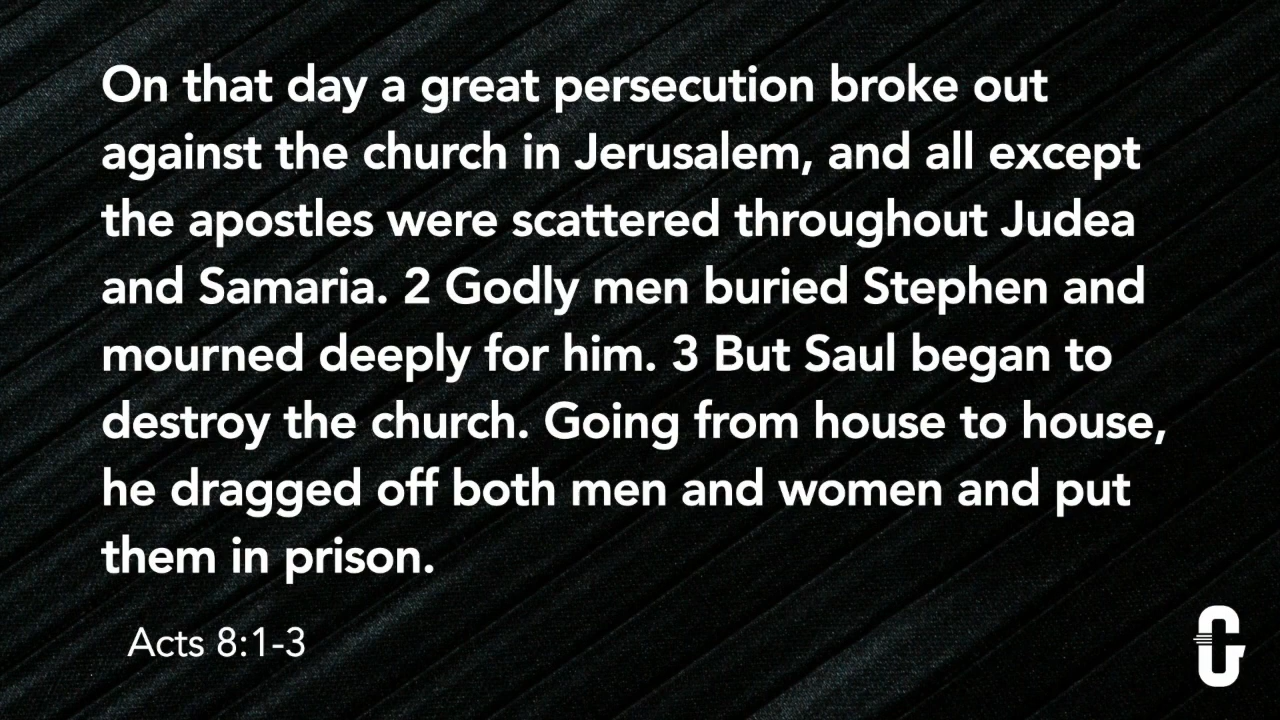 On that day a great persecution broke out
against the church in Jerusalem, and all except
the apostles were scattered throughout Judea
and Samaria. 2 Godly men buried Stephen and
mourned deeply for him. 3 But Saul began to
destroy the church. Going from house to house,
he dragged off both men and women and put
them in prison.
Acts 8:1-3